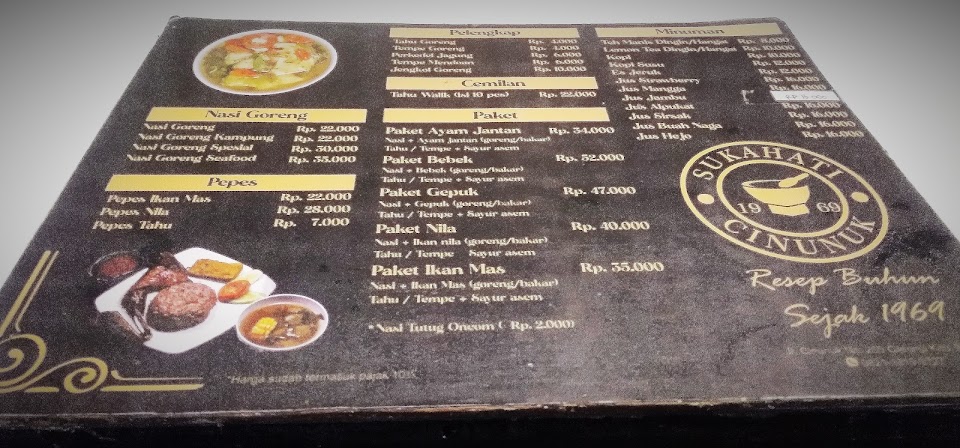 Nasi Goreng
Nasi Goreng Rp. 22.000
Nasi Goreng Kampung Rp. 22.000
Nasi Goreng Spesial Rp. 30.000
Nasi Goreng Seafood Rp. 35.000
Pepes
Pepes Ikan Mas Rp. 22.000
Pepes Nila Rp. 28.000
Pepes Tahu Rp. 7.000
*Harga sudah termasuk pajak 10%
Pelengkap
Tahu Goreng Rp. 4.000
Tempe Goreng Rp. 4.000
Perkedel Jagung Rp. 6.000
Tempe Mendoan Rp. 6.000
Jengkol Goreng Rp. 10.000
Cemilan
Tahu Walik (Isi 10 pcs) Rp. 22.000
Paket
Paket Ayam Jantan Rp. 34.000
Nasi + Ayam Jantan (goreng/bakar)
Tahu / Tempe + Sayur asem
Paket Bebek Rp. 52.000
Nasi + Bebek (goreng/bakar)
Tahu / Tempe + Sayur asem
Paket Gepuk Rp. 47.000
Nasi + Gepuk (goreng/bakar)
Tahu / Tempe + Sayur asem
Paket Nila Rp. 40.000
Nasi + Ikan nila (goreng/bakar)
Tahu / Tempe Sayur asem
Paket Ikan Mas Rp. 35.000
Nasi + Ikan Mas (goreng/bakar)
Tahu / Tempe + Sayur asem
*Nasi Tutug Oncom ( Rp. 2.000)
Minuman
Teh Manis Dingin/Hangat Rp. 8.000
Lemon Tea Dingin/Hangat Rp. 10.000
Kopi Rp. 10.000
Kopi Susu Rp. 12.000
Es Jeruk Rp. 12.000
Jus Strawberry Rp. 16.000
Jus Mangga Rp. 16.000
Jus Jambu
Jus Alpukat Rp. 16.000
Jus Sirsak Rp. 16.000
Jus Buah Naga Rp. 16.000
Jus Mejo Rp. 16.000
SUKAHATI
1969
CINUNUK
Resep Buhun
Sejak 1969